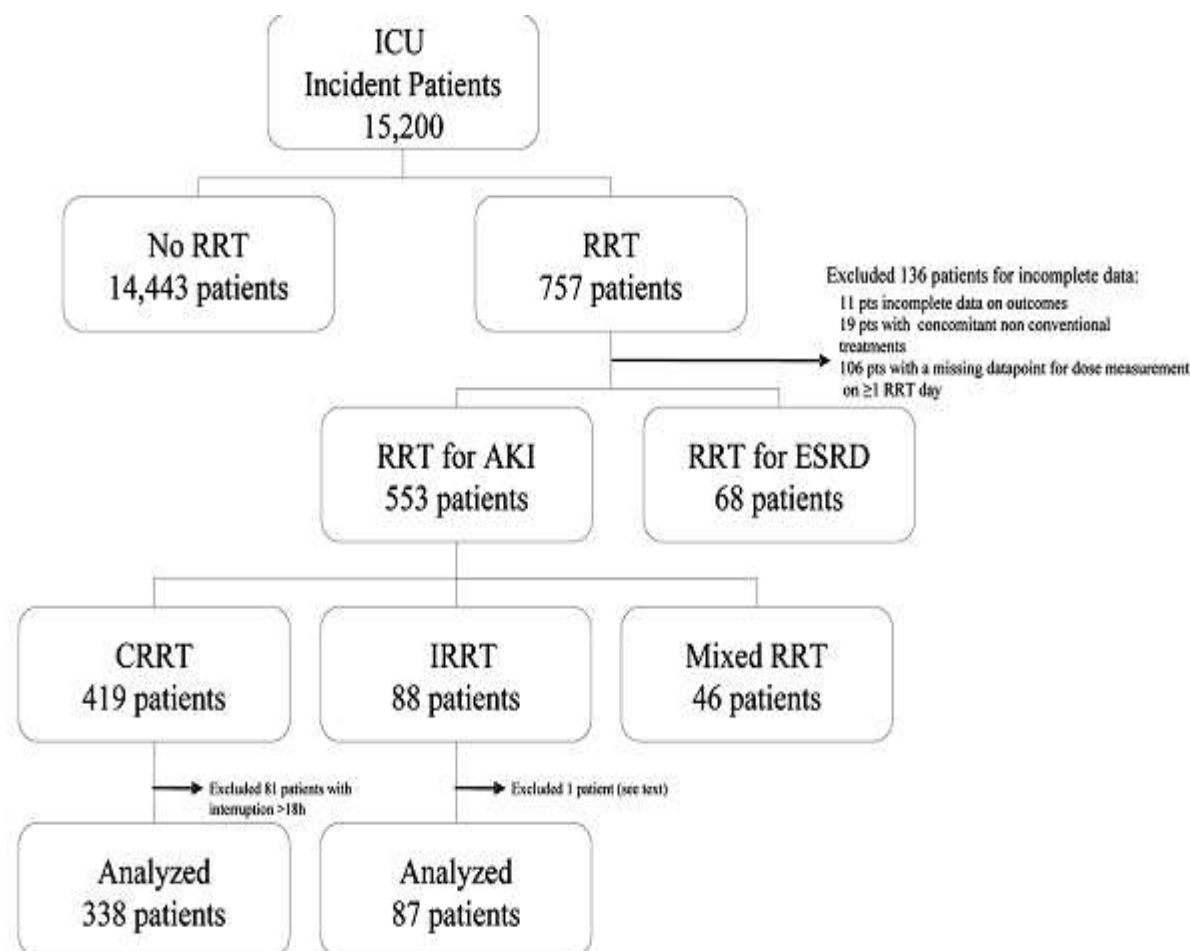 ICU
Incident Patients
15,200
No RRT
14,443 patients
RRT
757 patients
Excluded 136 patients for incomplete data:
11 pts incomplete data on outcomes
19 pts with concomitant non conventional
treatments
106 pts with a missing datapoint for dose measurement
on ≥1 RRT day
RRT for AKI
553 patients
RRT for ESRD
68 patients
CRRT
419 patients
IRRT
88 patients
Mixed RRT
46 patients
Excluded 81 patients with
interruption >18h
Excluded 1 patient (see text)
Analyzed
338 patients
Analyzed
87 patients